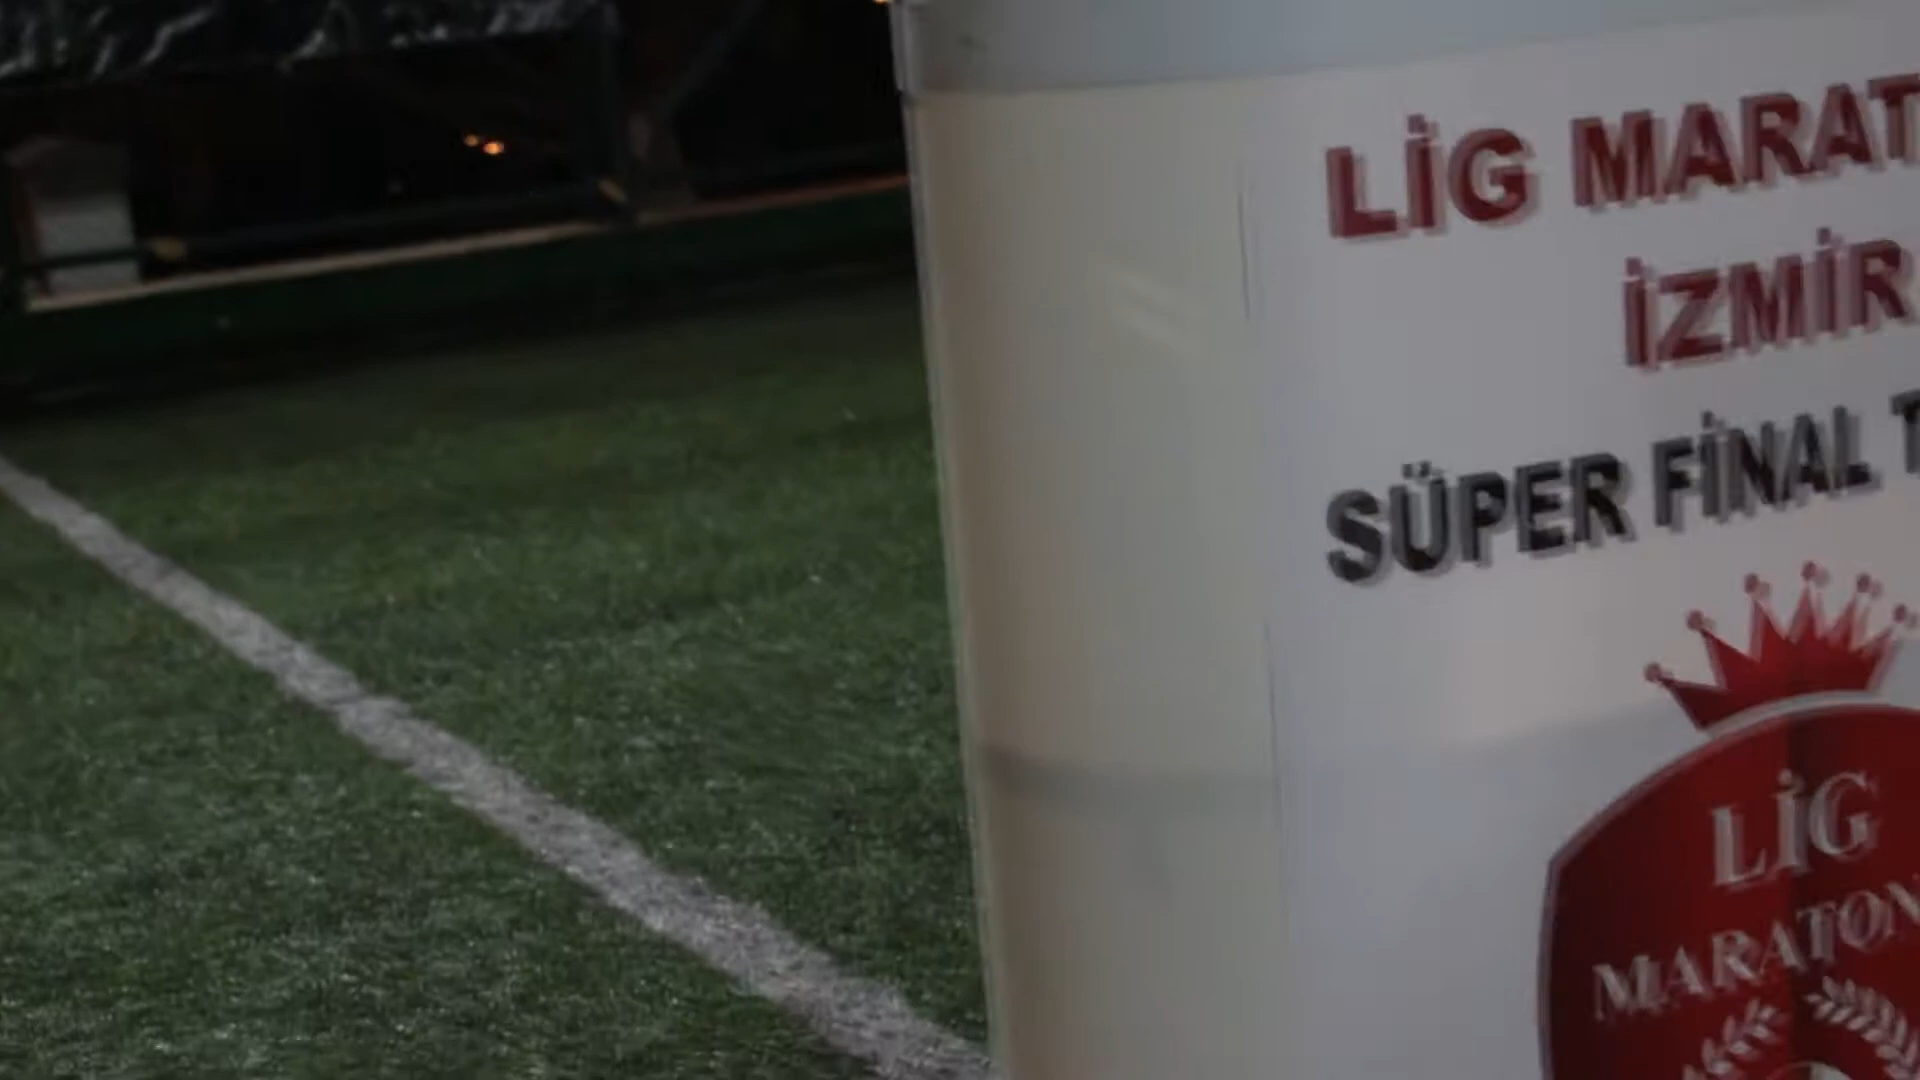 LİG MARAT
İZMİR
SÜPER FİNAL T
LİG
MARATON